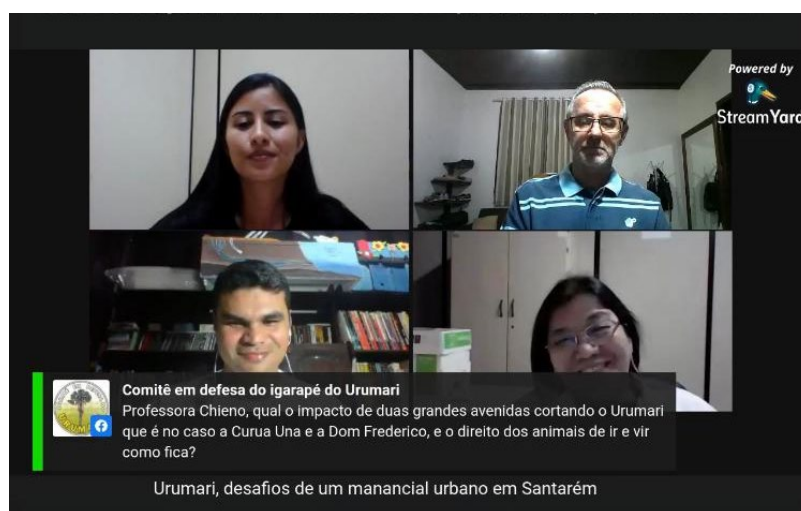 Powered by
StreamYard
Comitê em defesa do igarapé do Urumari
Professora Chieno, qual o impacto de duas grandes avenidas cortando o Urumari
que é no caso a Curua Una e a Dom Frederico, e o direito dos animais de ir e vir
como fica?
Urumari, desafios de um manancial urbano em Santarém